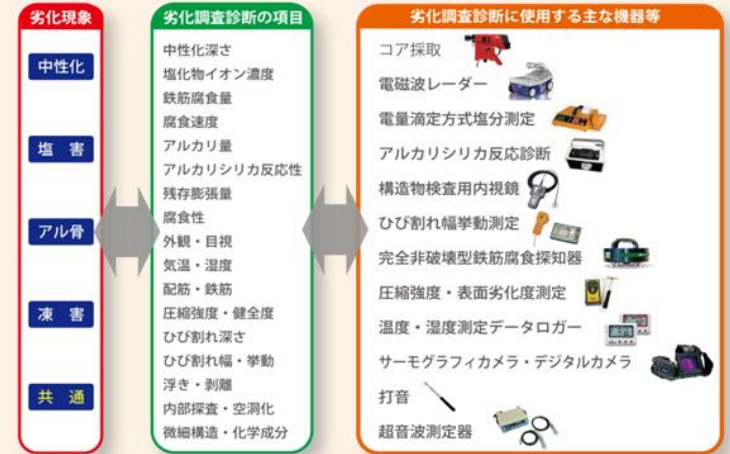 劣化現象
中性化
塩 害
アル骨
凍 害
共 通
劣化調査診断の項目
中性化深さ
塩化物イオン濃度
鉄筋腐食量
腐食速度
アルカリ量
アルカリシリカ反応性
残存膨張量
腐食性
外観・目視
気温・湿度
配筋・鉄筋
圧縮強度・健全度
ひび割れ深さ
ひび割れ幅・挙動
浮き・剥離
内部探査・空洞化
微細構造・化学成分
劣化調査診断に使用する主な機器等
コア採取
電磁波レーダー
電量滴定方式塩分測定
アルカリシリカ反応診断
構造物検査用内視鏡
ひび割れ幅挙動測定
完全非破壊型鉄筋腐食探知器
圧縮強度・表面劣化度測定
温度・湿度測定データロガー
サーモグラフィカメラ・デジタルカメラ
打音
超音波測定器